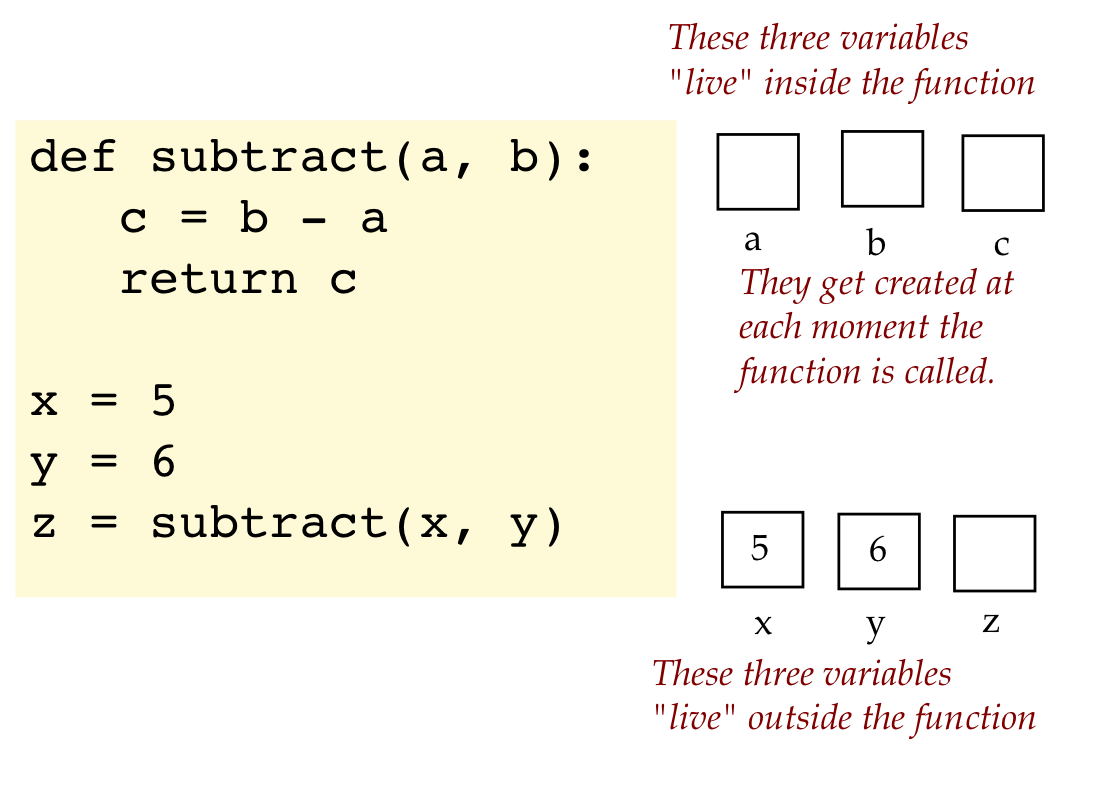 These three variables
"live" inside the function
def subtract(a, b):
   c = b - a
   return c
a b c
They get created at
each moment the
function is called.
x = 5
y = 6
z = subtract(x, y)
5 6
x y z
These three variables
"live" outside the function